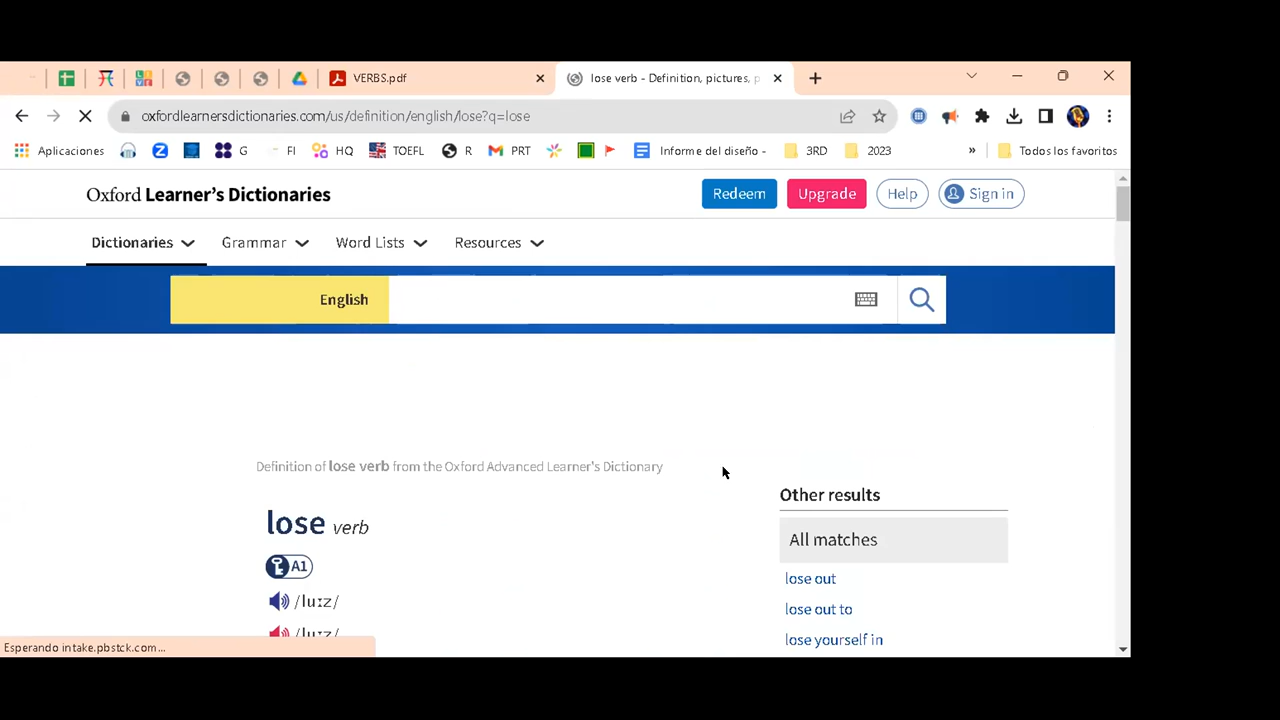 VERBS.pdf
lose verb - Definition, pictures, p
oxfordlearnersdictionaries.com/us/definition/english/lose?q=lose
Aplicaciones G FI HQ TOEFL R PRT Informe del diseño - 3RD 2023 » Todos los favoritos
Oxford Learner's Dictionaries Redeem Upgrade Help Sign in
Dictionaries Grammar Word Lists Resources
English
Definition of lose verb from the Oxford Advanced Learner's Dictionary
Other results
lose verb
All matches
A1
lose out
/luːz/
lose out to
/luːz/
lose yourself in
Esperando intake.pbstck.com...